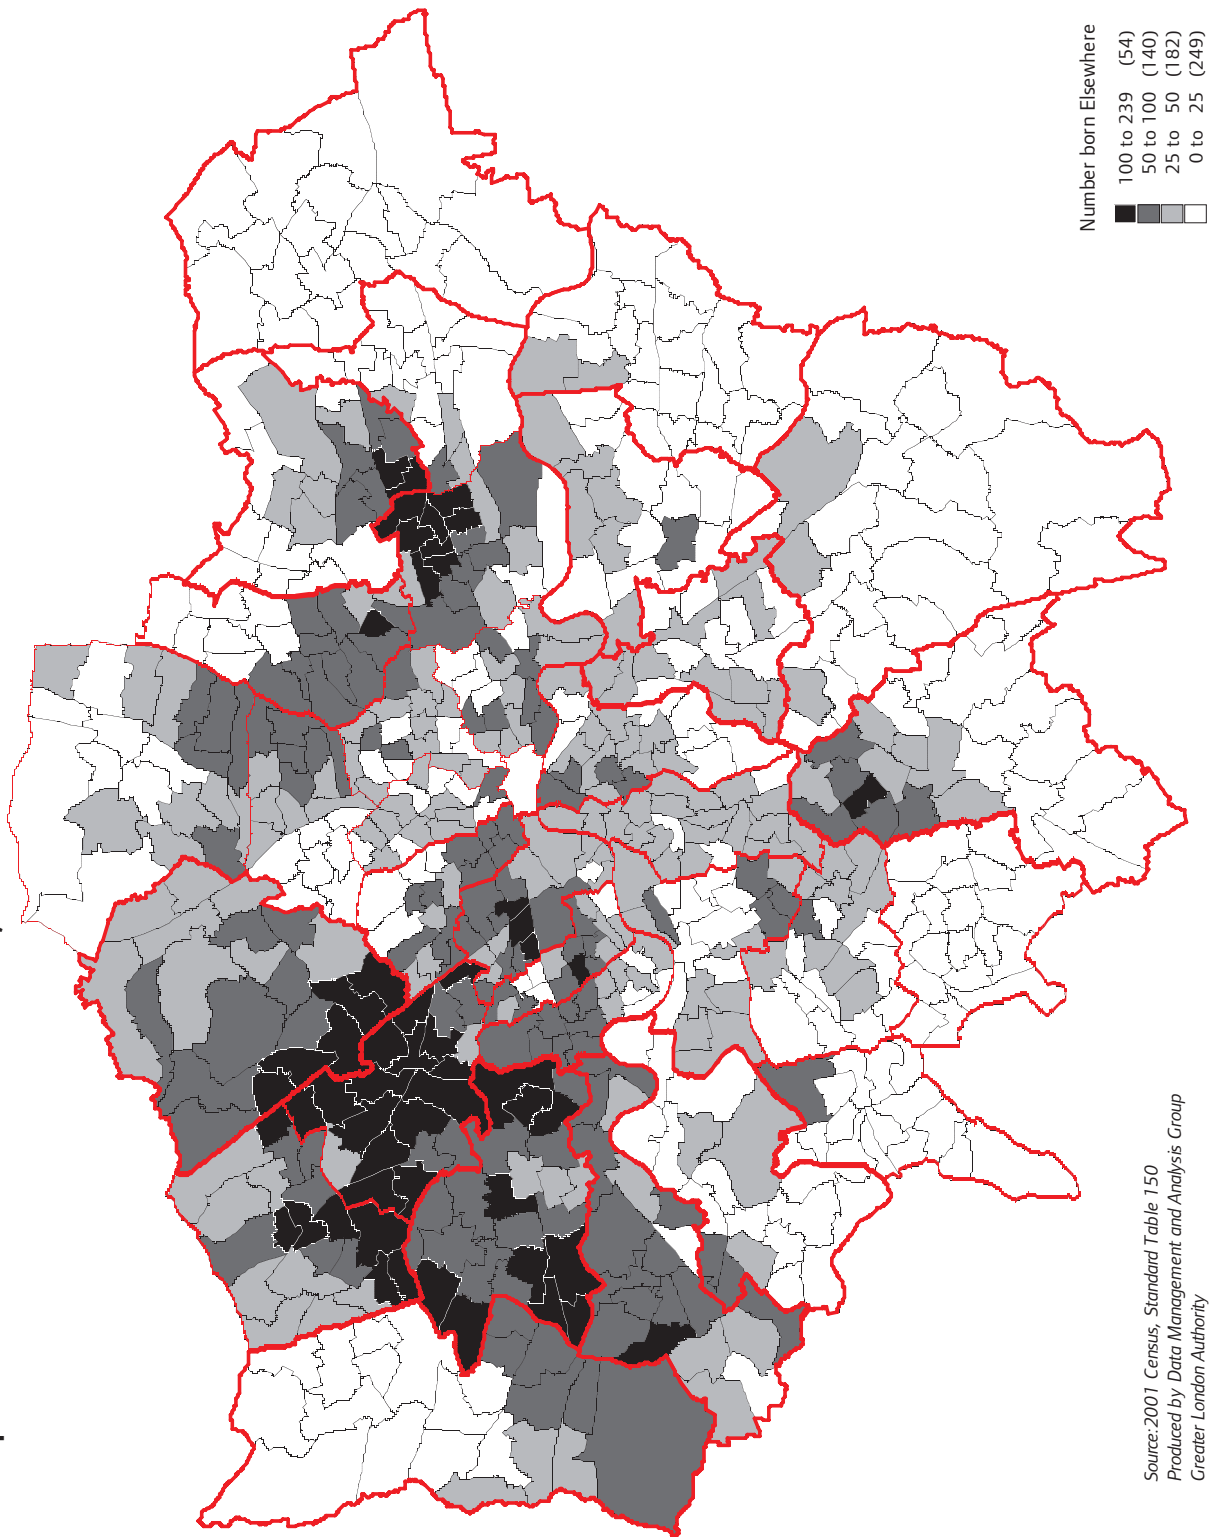 Number born Elsewhere
100 to 239 (54)
50 to 100 (140)
25 to 50 (182)
0 to 25 (249)
Source:2001 Census, Standard Table 150
Produced by Data Management and Analysis Group
Greater London Authority